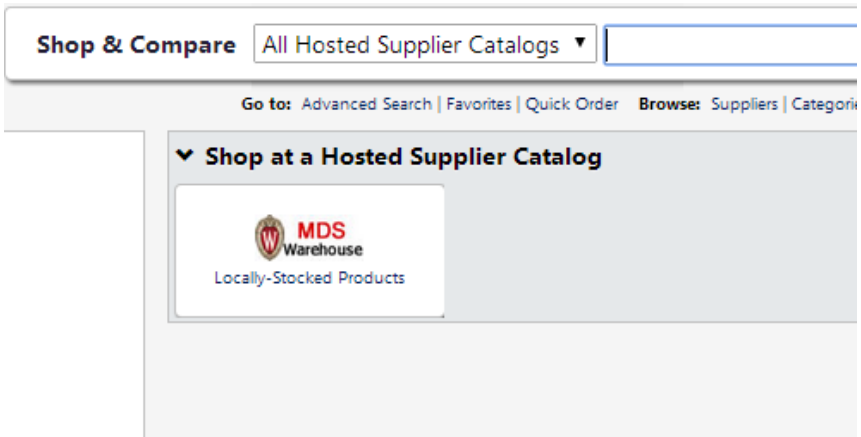 Shop & Compare All Hosted Supplier Catalogs
Go to: Advanced Search | Favorites | Quick Order Browse: Suppliers | Categorie
Shop at a Hosted Supplier Catalog
W MDS
Warehouse
Locally-Stocked Products